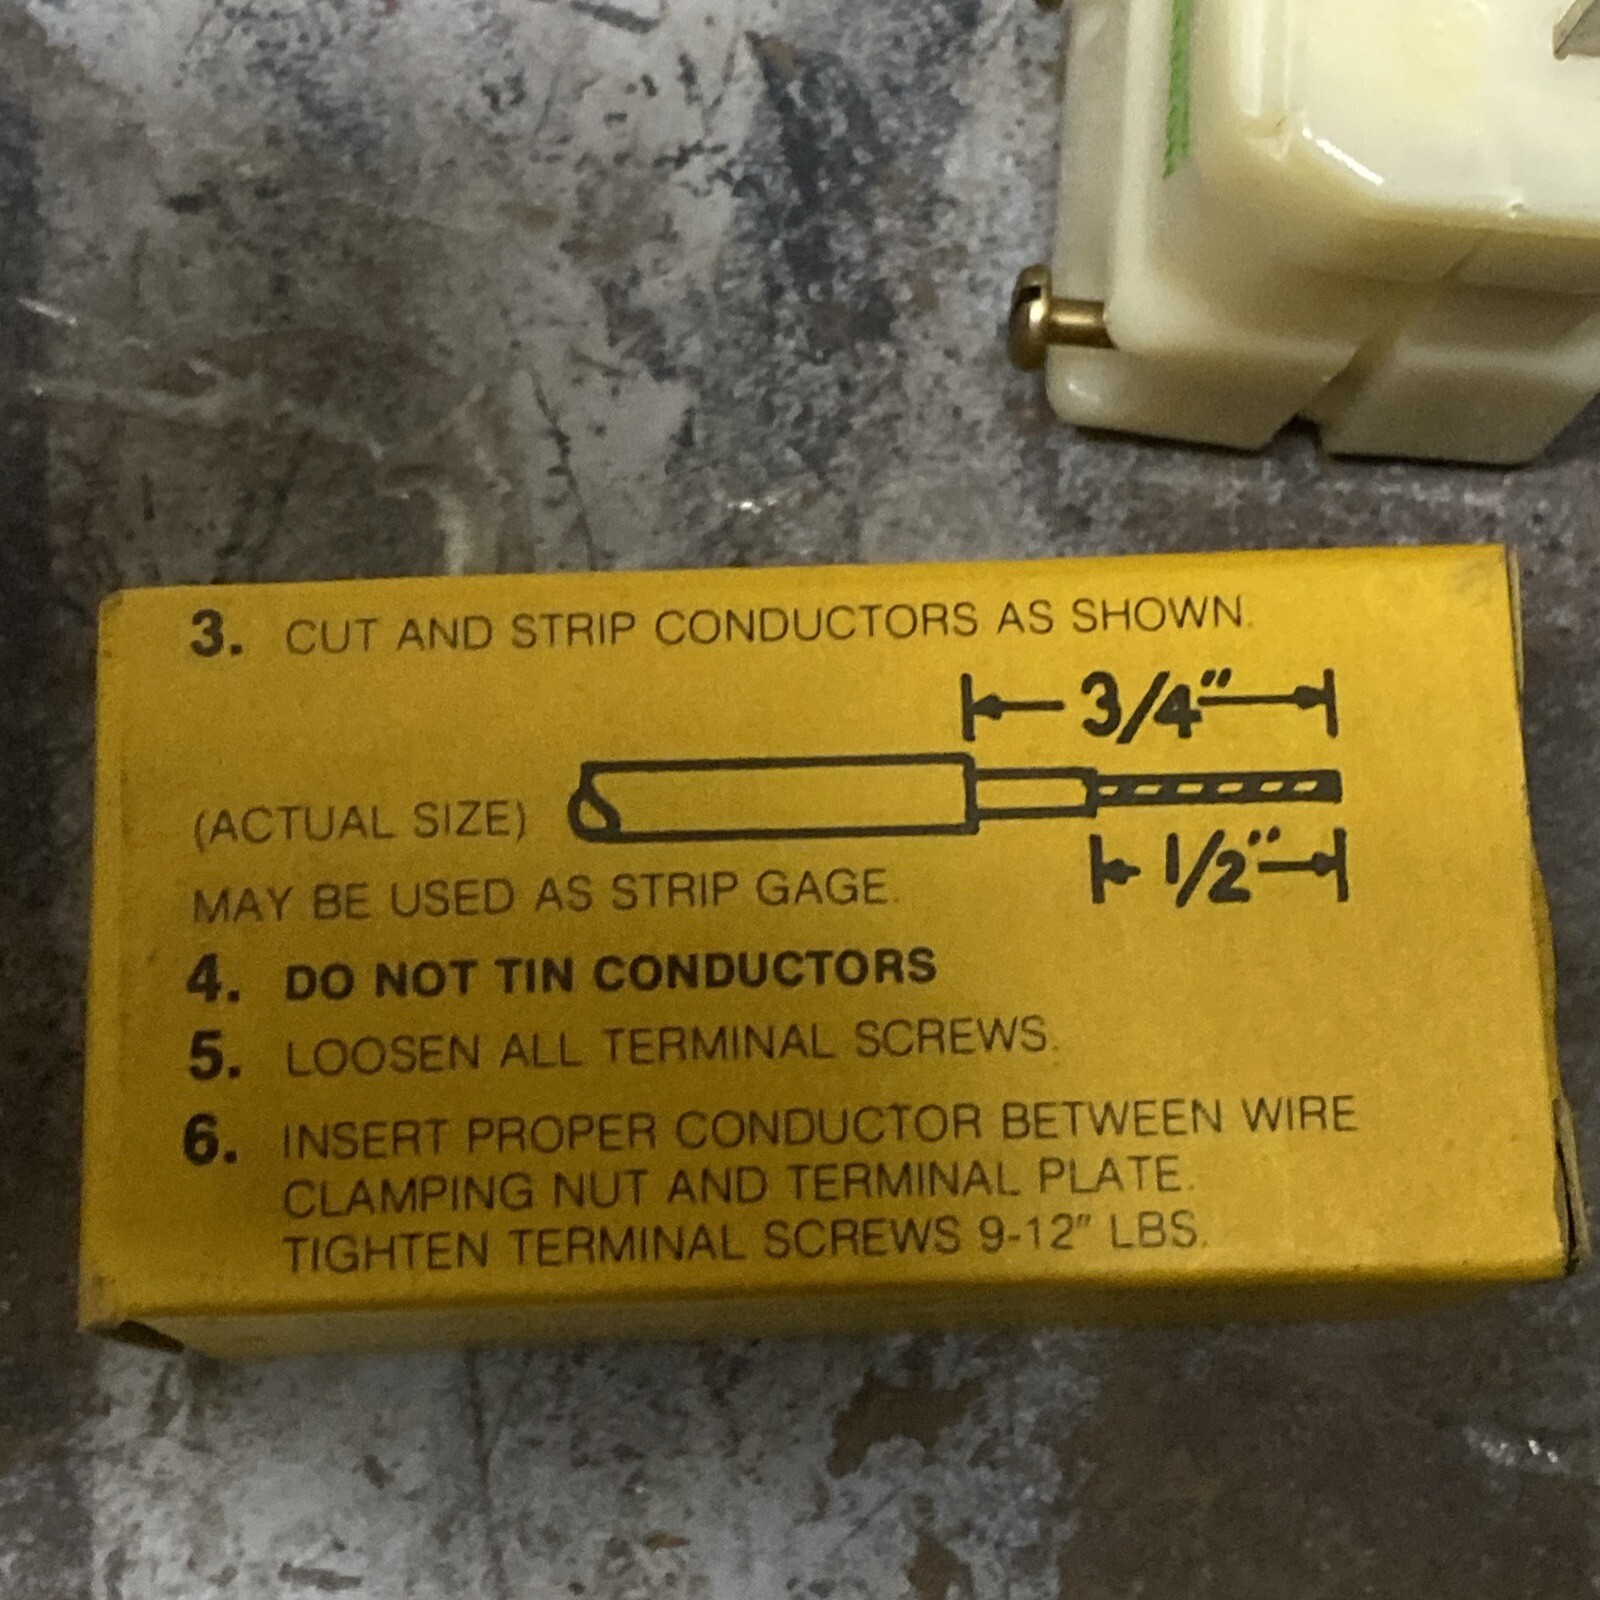 3. CUT AND STRIP CONDUCTORS AS SHOWN.
3/4"
(ACTUAL SIZE)
1/2"
MAY BE USED AS STRIP GAGE.
4. DO NOT TIN CONDUCTORS
5. LOOSEN ALL TERMINAL SCREWS.
6. INSERT PROPER CONDUCTOR BETWEEN WIRE
CLAMPING NUT AND TERMINAL PLATE.
TIGHTEN TERMINAL SCREWS 9-12" LBS.